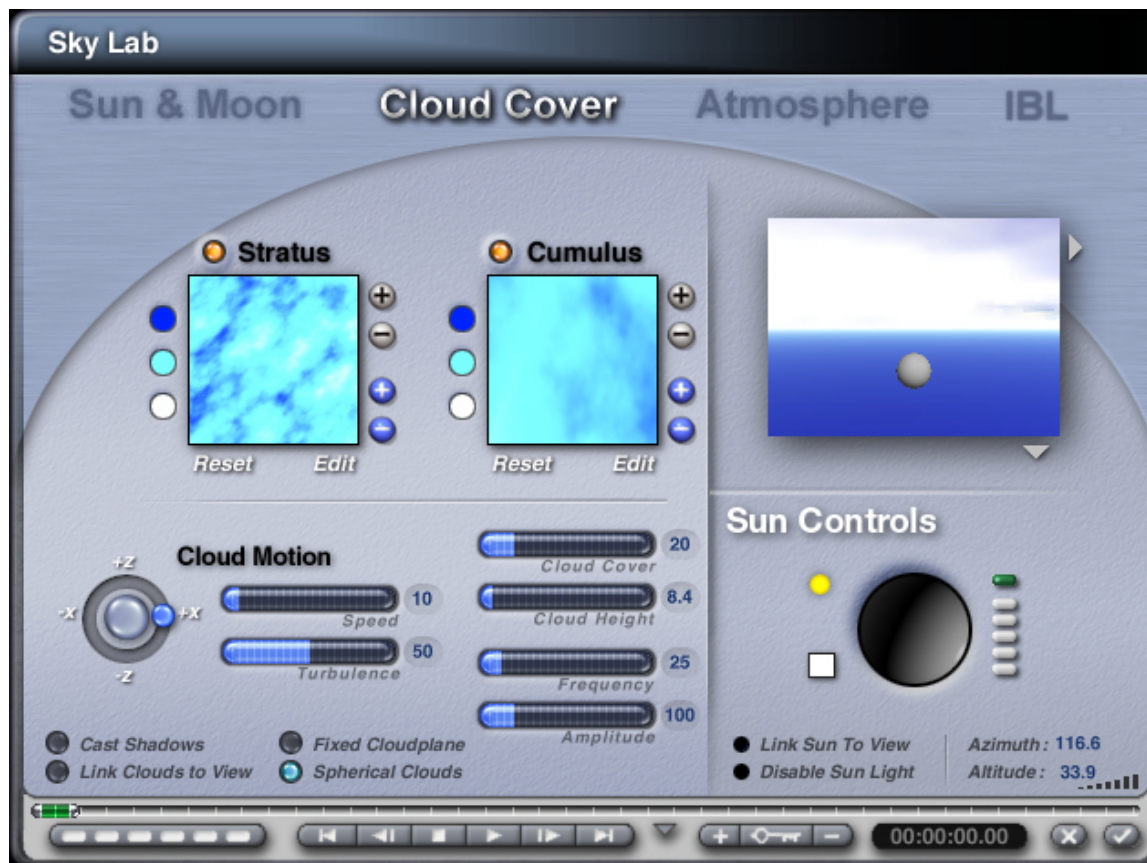 Sky Lab
Sun & Moon Cloud Cover Atmosphere IBL
Stratus
Reset Edit
Cumulus
Reset Edit
Cloud Motion
+Z
-X +X
-Z
10
Speed
50
Turbulence
20
Cloud Cover
8.4
Cloud Height
25
Frequency
100
Amplitude
Cast Shadows
Link Clouds to View
Fixed Cloudplane
Spherical Clouds
Sun Controls
Link Sun To View
Disable Sun Light
Azimuth : 116.6
Altitude : 33.9
00:00:00.00